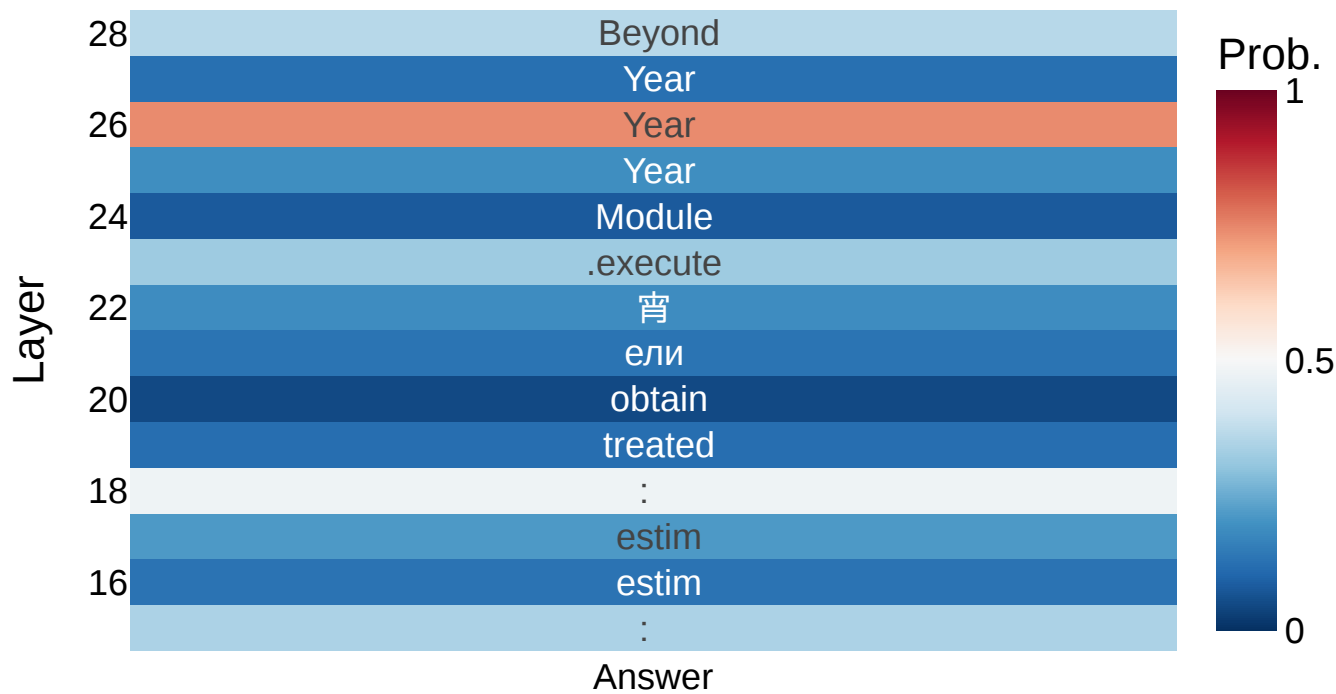 28 Beyond
Year
26 Year
Year
24 Module
.execute
22 宵
ели
20 obtain
treated
18 :
estim
16 estim
:
Answer
Layer
Prob.
1
0.5
0